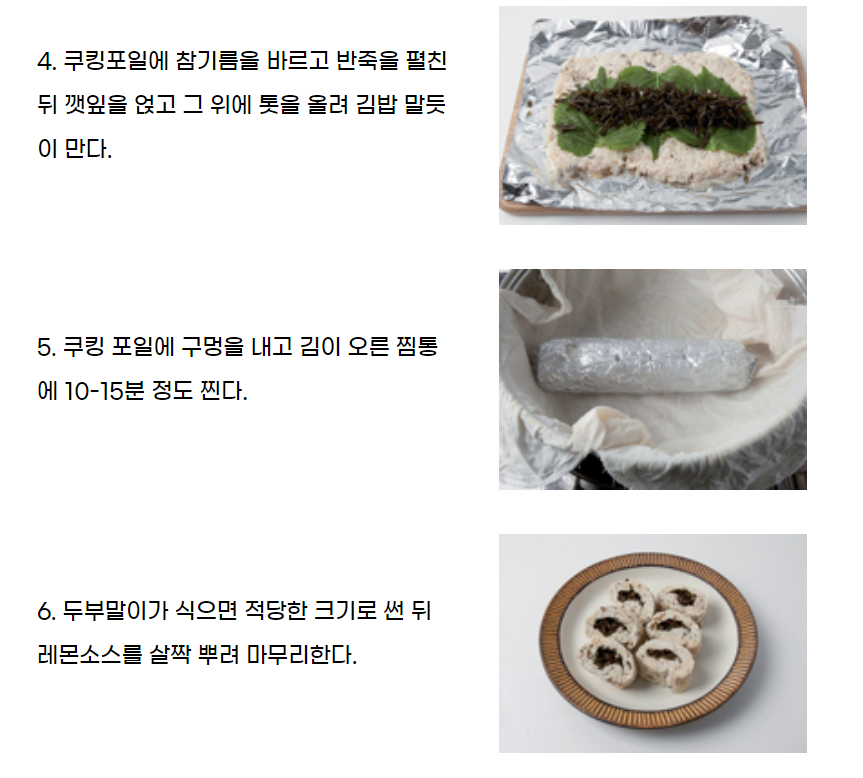 4. 쿠킹포일에 참기름을 바르고 반죽을 펼친
뒤 깻잎을 얹고 그 위에 톳을 올려 김밥 말듯
이 만다.
5. 쿠킹 포일에 구멍을 내고 김이 오른 찜통
에 10-15분 정도 찐다.
6. 두부말이가 식으면 적당한 크기로 썬 뒤
레몬소스를 살짝 뿌려 마무리한다.